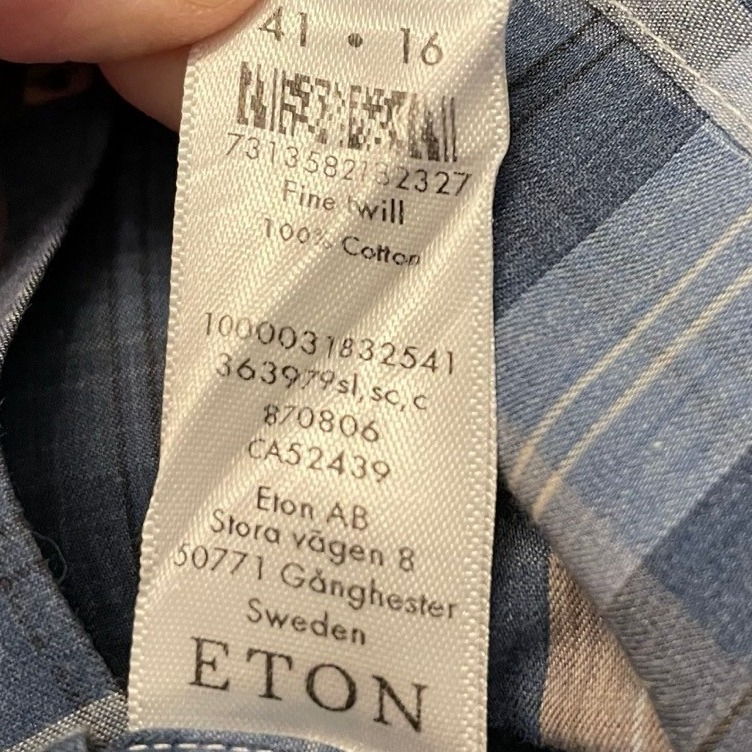 41 • 16
7313582132327
Fine twill
100% Cotton
1000031832541
363979sl, sc, c
870806
CA52439
Eton AB
Stora vägen 8
50771 Gånghester
Sweden
ETON